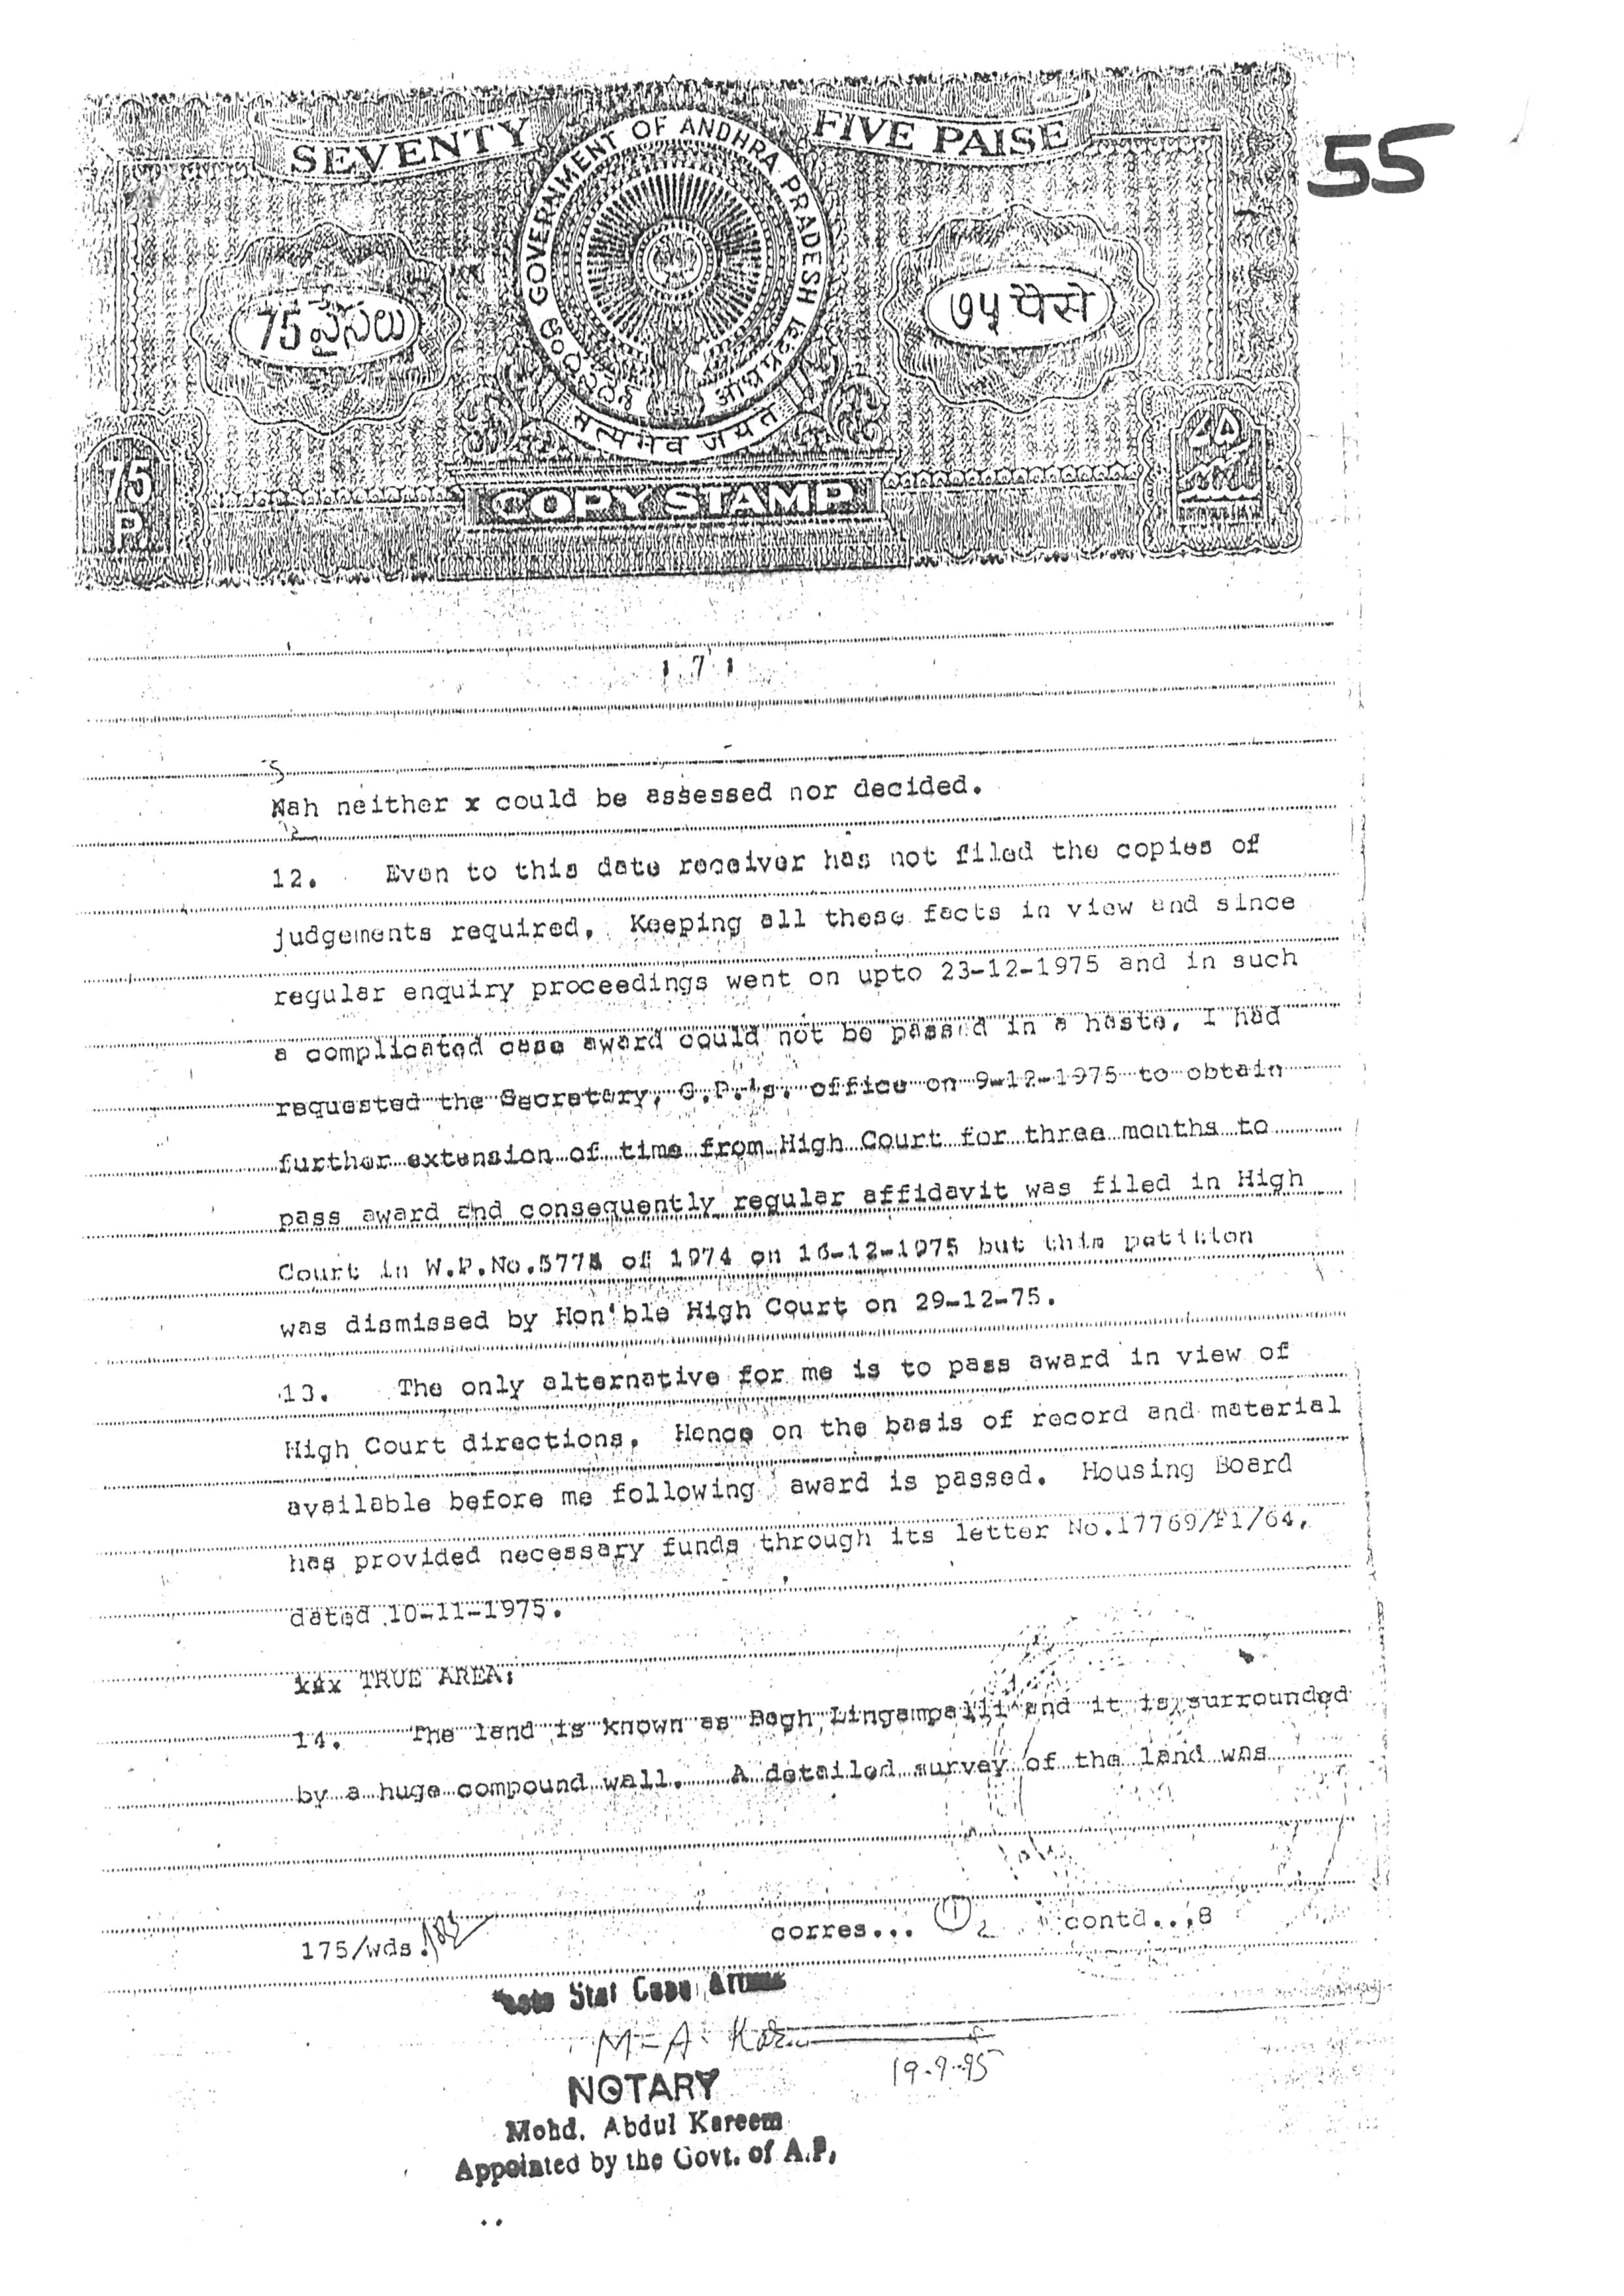 SEVENTY FIVE PAISE
55
GOVERNMENT OF ANDHRA PRADESH
75 పైసలు
७५ पैसे
आंध्र प्रदेश
सत्यमेव जयते
75
P.
COPY STAMP
: 7 :
S
Nah neither x could be assessed nor decided.
12. Even to this date receiver has not filed the copies of
judgements required. Keeping all these facts in view and since
regular enquiry proceedings went on upto 23-12-1975 and in such
a complicated case award could not be passed in a haste, I had
requested the Secretary, G.P.'s. office on 9-12-1975 to obtain
further extension of time from High Court for three months to
pass award and consequently regular affidavit was filed in High
Court in W.P.No. of 1974 on 16-12-1975 but this petition
was dismissed by Hon'ble High Court on 29-12-75.
13. The only alternative for me is to pass award in view of
High Court directions. Hence on the basis of record and material
available before me following award is passed. Housing Board
has provided necessary funds through its letter No.17769/F1/64,
dated 10-11-1975.
xxx TRUE AREA:
14. The land is known as Bagh Lingampalli and it is surrounded
by a huge compound wall. A detailed survey of the land was
175/wds.
corres... 1 2 contd...8
Stat Copy
M-A. Kareem
19-9-95
NOTARY
Mohd. Abdul Kareem
Appointed by the Govt. of A.P.